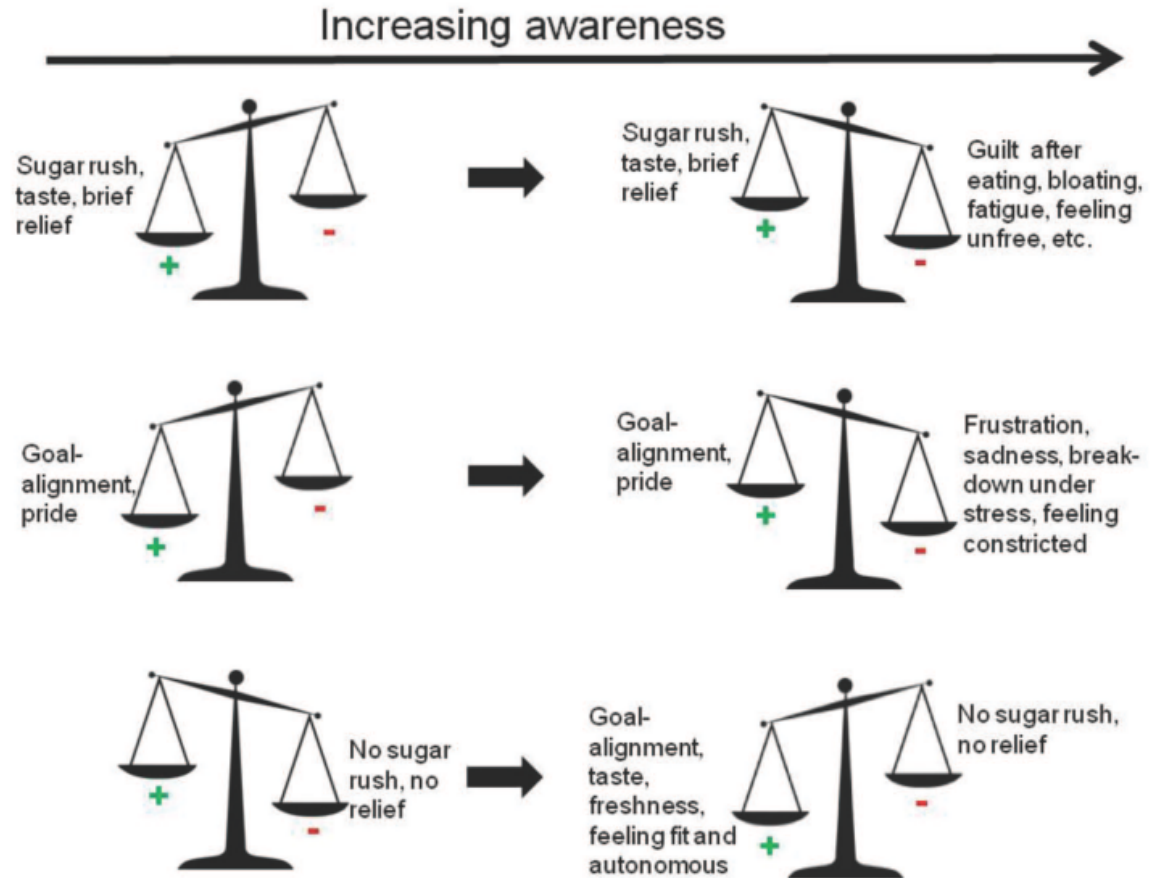 Increasing awareness
Sugar rush,
taste, brief
relief
+
-
Sugar rush,
taste, brief
relief
+
Guilt after
eating, bloating,
fatigue, feeling
unfree, etc.
-
Goal-
alignment,
pride
+
-
Goal-
alignment,
pride
+
Frustration,
sadness, break-
down under
stress, feeling
constricted
-
+
No sugar
rush, no
relief
-
Goal-
alignment,
taste,
freshness,
feeling fit and
autonomous
+
No sugar rush,
no relief
-